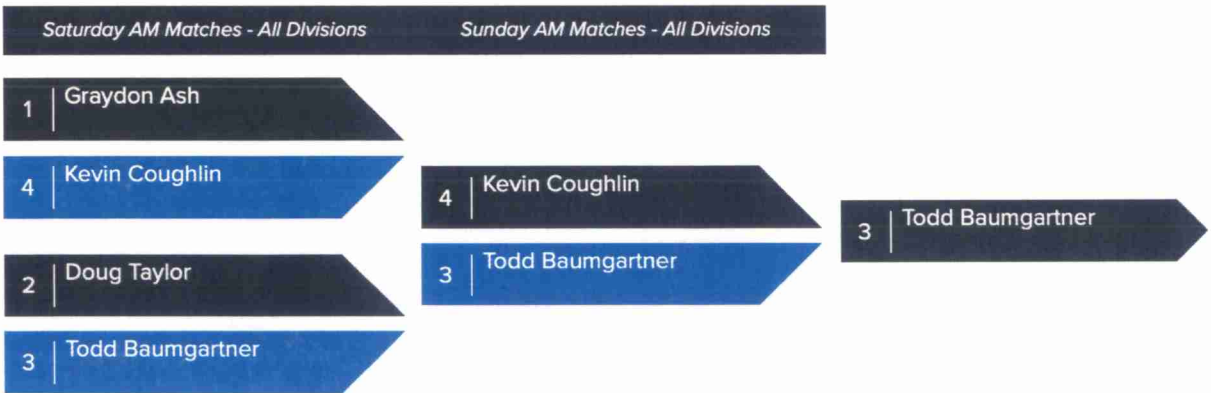 Saturday AM Matches - All DIvisions
Sunday AM Matches - All Divisions
1 Graydon Ash
4 Kevin Coughlin
2 Doug Taylor
3 Todd Baumgartner
4 Kevin Coughlin
3 Todd Baumgartner
3 Todd Baumgartner